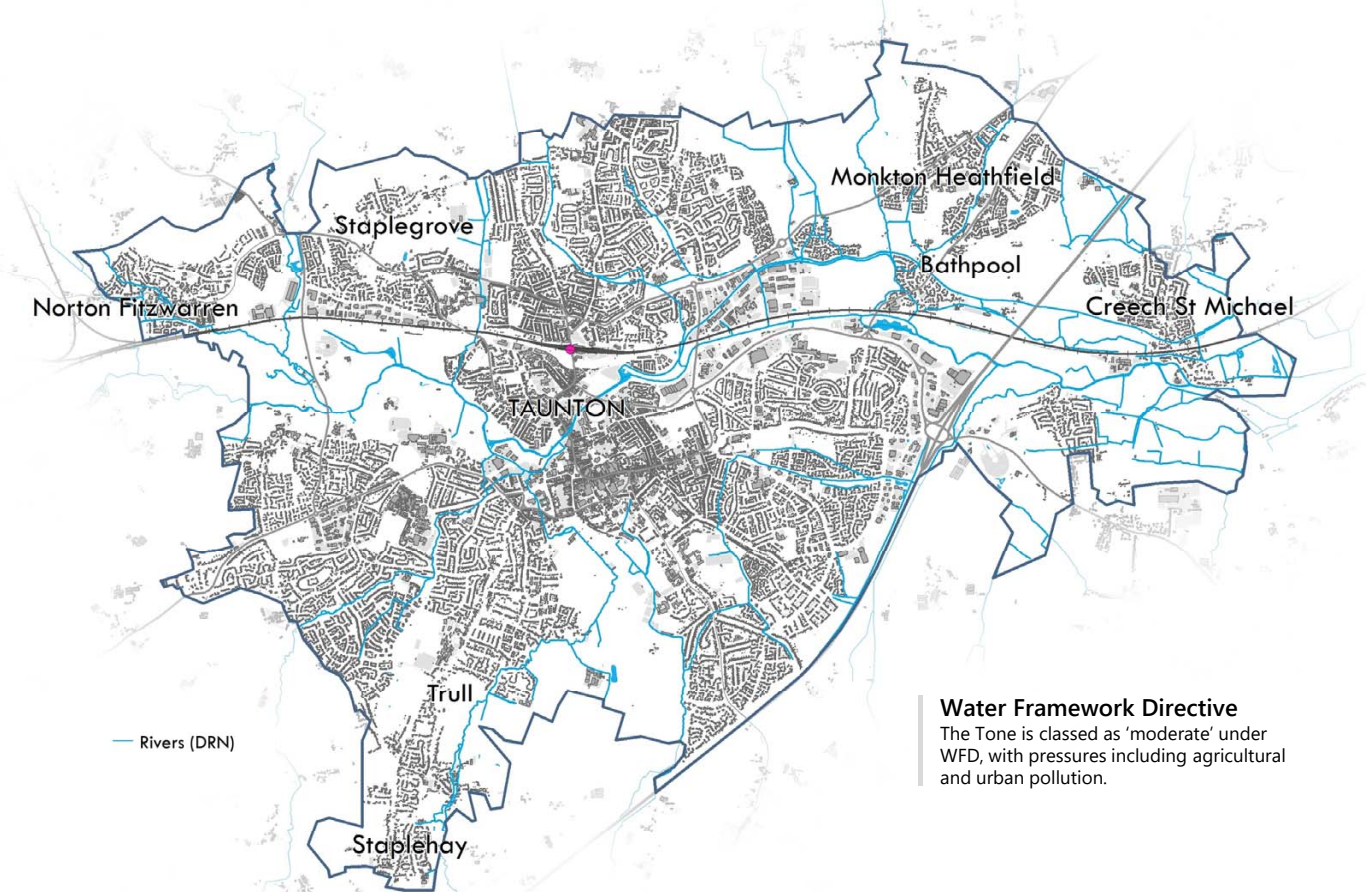 Monkton Heathfield
Staplegrove
Bathpool
Norton Fitzwarren
Creech St Michael
TAUNTON
Trull
Water Framework Directive
The Tone is classed as ‘moderate’ under
WFD, with pressures including agricultural
and urban pollution.
Rivers (DRN)
Staplehay